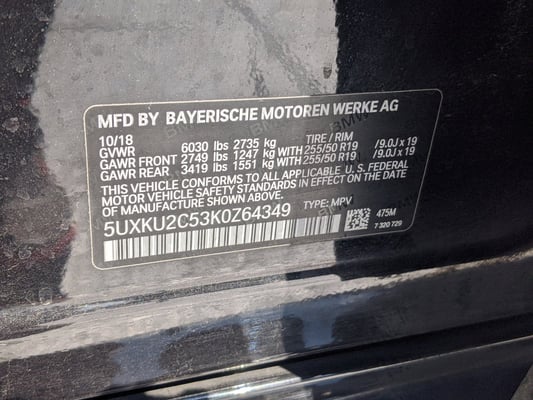 MFD BY BAYERISCHE MOTOREN WERKE AG
10/18 TIRE / RIM
GVWR 6030 lbs 2735 kg
GAWR FRONT 2749 lbs 1247 kg WITH 255/50 R19 /9.0J x 19
GAWR REAR 3419 lbs 1551 kg WITH 255/50 R19 /9.0J x 19
THIS VEHICLE CONFORMS TO ALL APPLICABLE U.S. FEDERAL
MOTOR VEHICLE SAFETY STANDARDS IN EFFECT ON THE DATE
OF MANUFACTURE SHOWN ABOVE.
5UXKU2C53K0Z64349 TYPE: MPV
475M
7 320 729